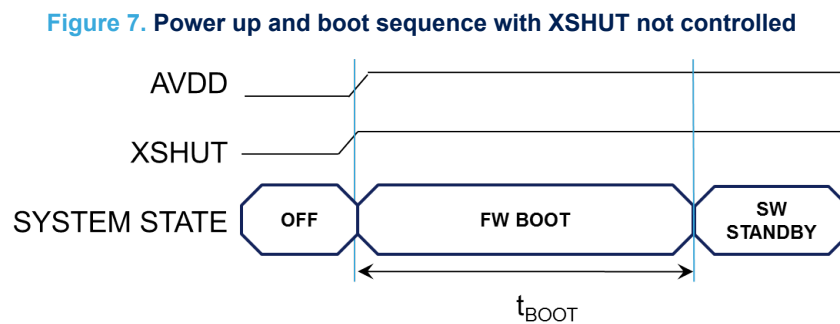 Figure 7. Power up and boot sequence with XSHUT not controlled
AVDD
XSHUT
SYSTEM STATE
OFF
FW BOOT
SW
STANDBY
tBOOT